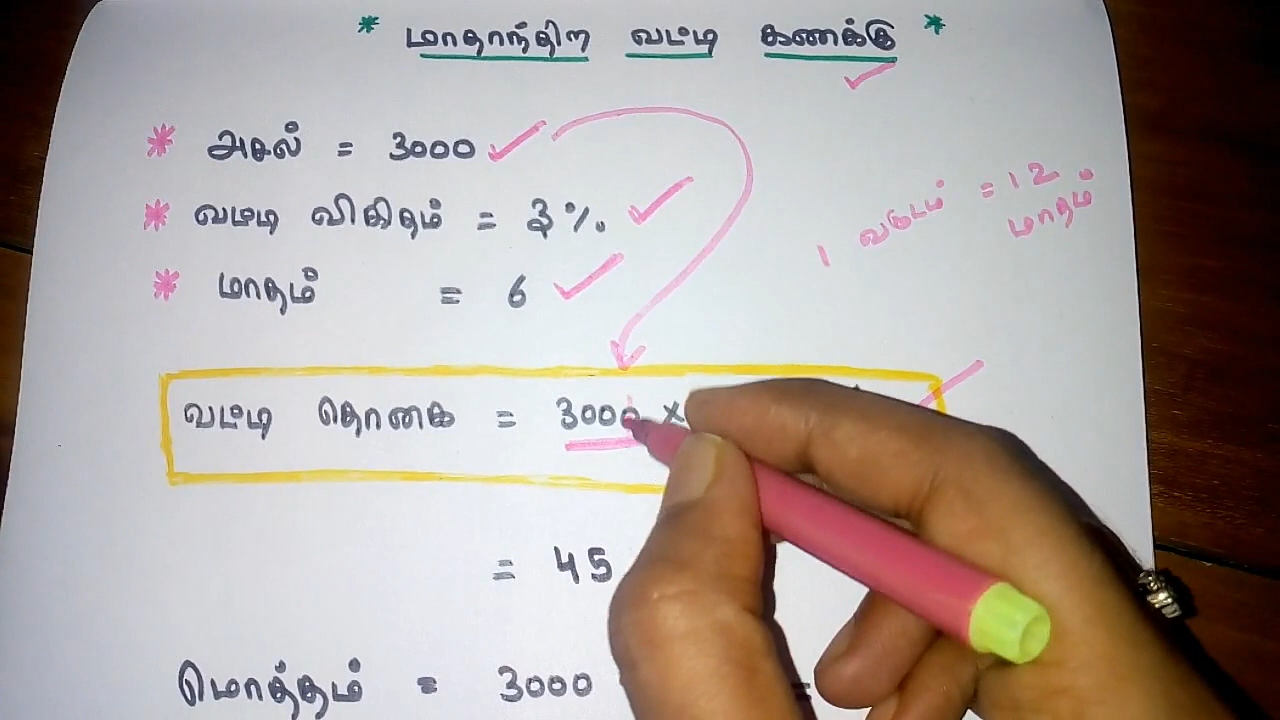 * மாதாந்திர வட்டி கணக்கு *
* அசல் = 3000
* வட்டி விகிதம் = 3%.
* மாதம் = 6
1 வருடம் = 12
மாதம்
வட்டி தொகை = 3000 ×
= 45
மொத்தம் = 3000 =